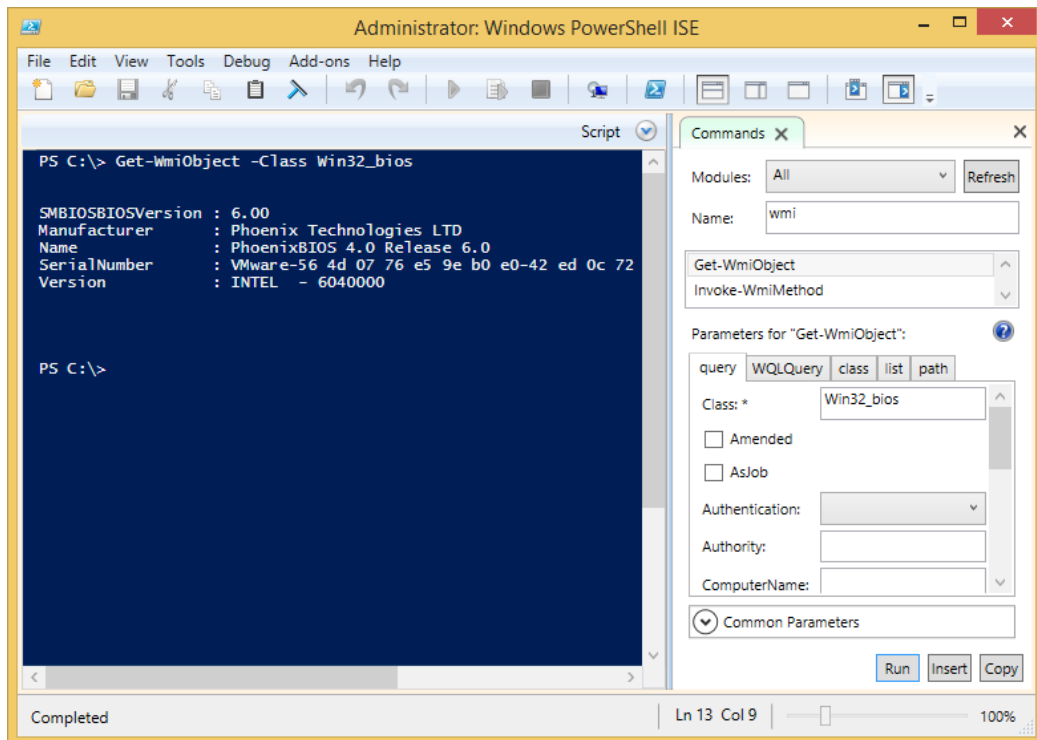 Administrator: Windows PowerShell ISE
File Edit View Tools Debug Add-ons Help
Script
PS C:\> Get-WmiObject -Class Win32_bios
SMBIOSBIOSVersion : 6.00
Manufacturer : Phoenix Technologies LTD
Name : PhoenixBIOS 4.0 Release 6.0
SerialNumber : VMware-56 4d 07 76 e5 9e b0 e0-42 ed 0c 72
Version : INTEL - 6040000
PS C:\>
Commands
Modules: All Refresh
Name: wmi
Get-WmiObject
Invoke-WmiMethod
Parameters for "Get-WmiObject":
query WQLQuery class list path
Class: * Win32_bios
Amended
AsJob
Authentication:
Authority:
ComputerName:
Common Parameters
Run Insert Copy
Completed Ln 13 Col 9 100%